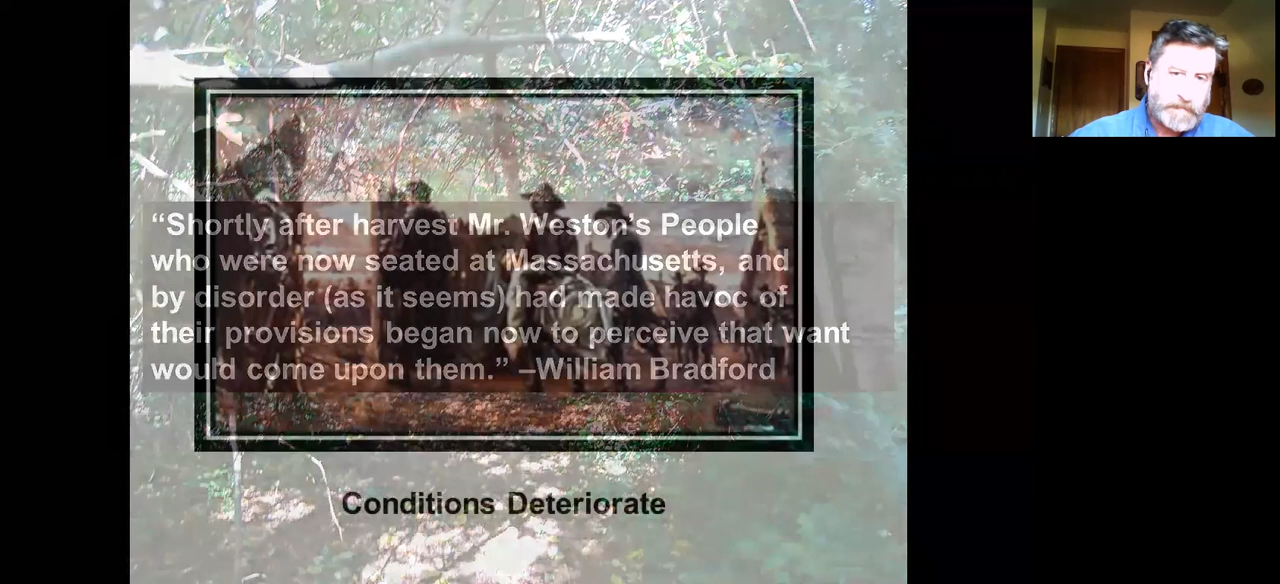 “Shortly after harvest Mr. Weston’s People
who were now seated at Massachusetts, and
by disorder (as it seems) had made havoc of
their provisions began now to perceive that want
would come upon them.” –William Bradford
Conditions Deteriorate